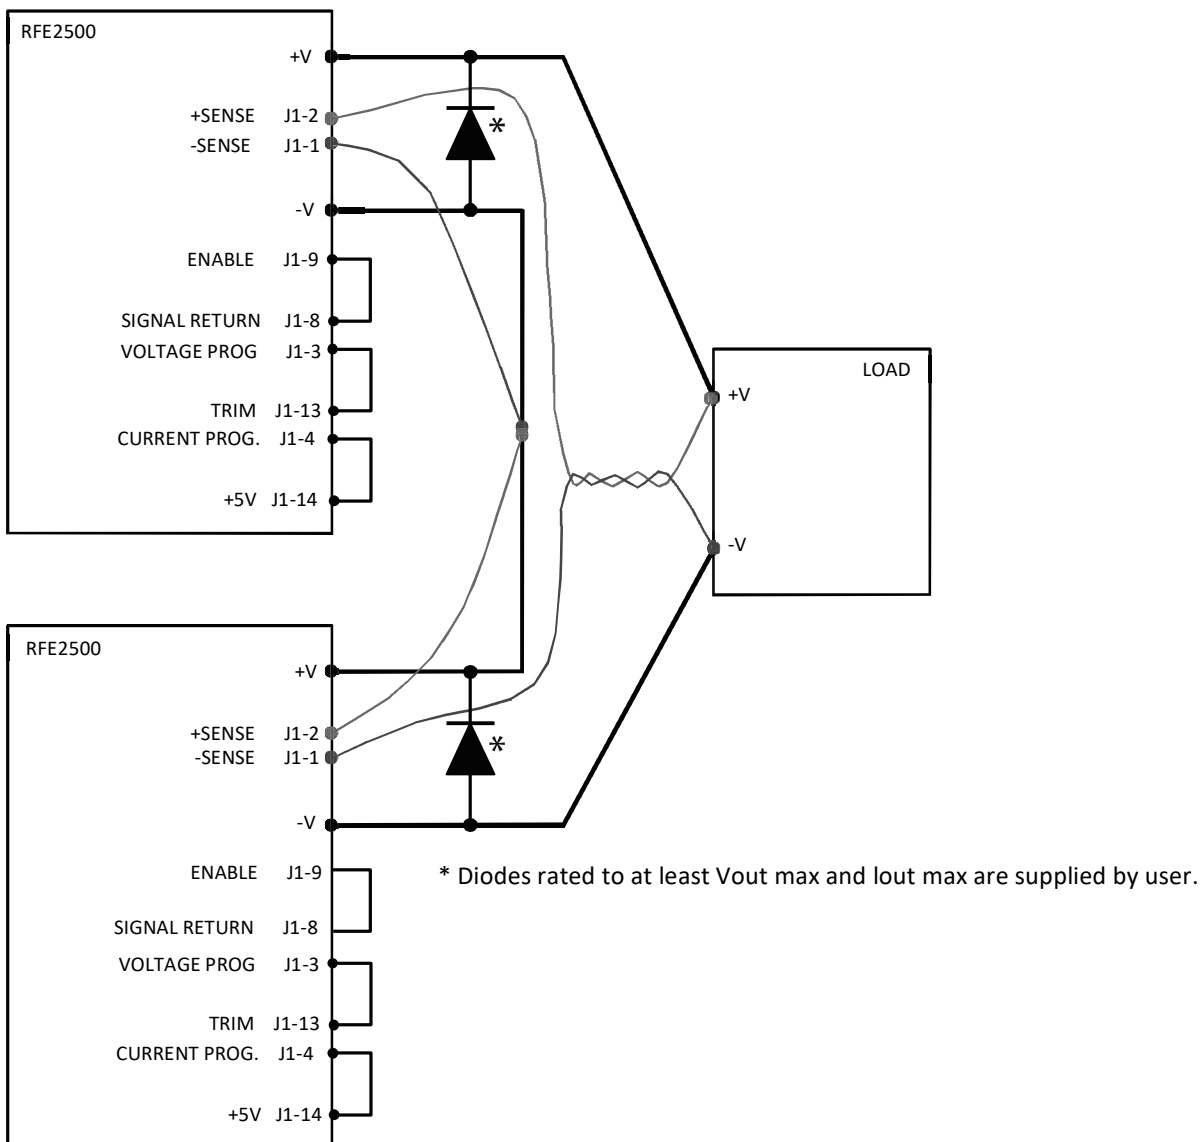 RFE2500
+V
+SENSE J1-2
* 
-SENSE J1-1
-V
ENABLE J1-9
SIGNAL RETURN J1-8
VOLTAGE PROG J1-3
LOAD
+V
TRIM J1-13
CURRENT PROG. J1-4
+5V J1-14
-V
RFE2500
+V
+SENSE J1-2
*
-SENSE J1-1
-V
ENABLE J1-9
* Diodes rated to at least Vout max and Iout max are supplied by user.
SIGNAL RETURN J1-8
VOLTAGE PROG J1-3
TRIM J1-13
CURRENT PROG. J1-4
+5V J1-14